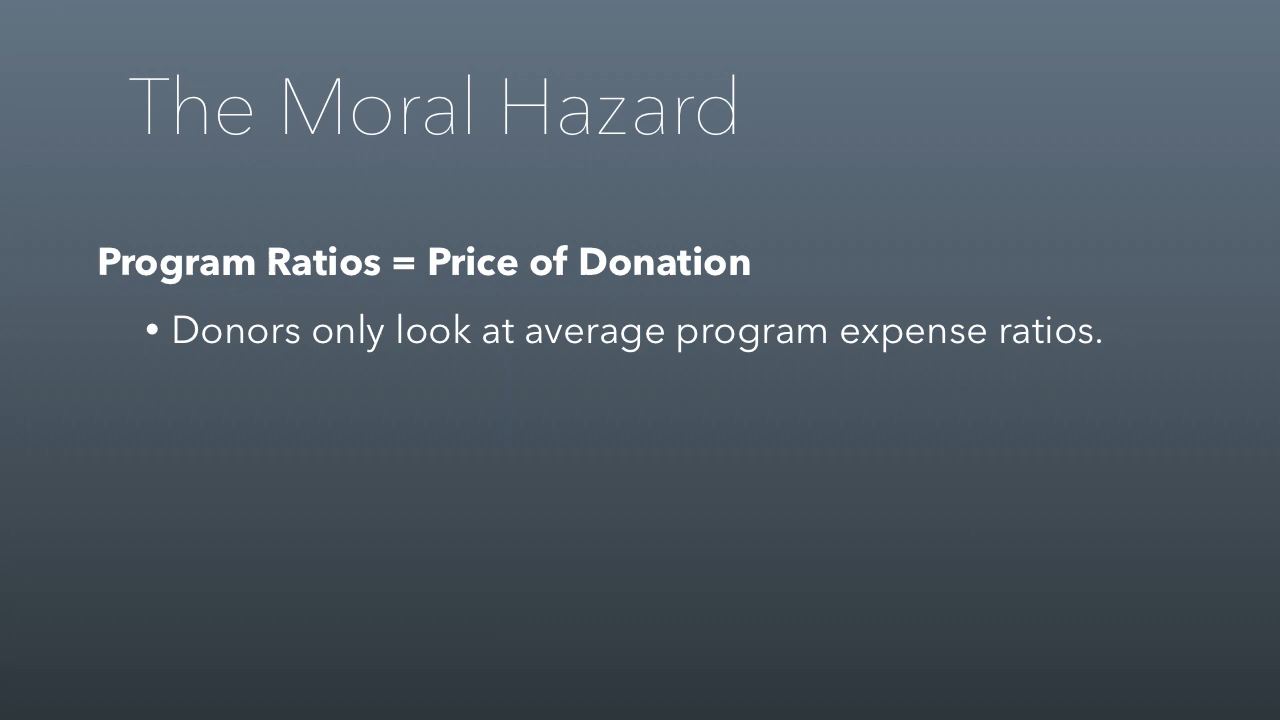 The Moral Hazard
Program Ratios = Price of Donation
• Donors only look at average program expense ratios.